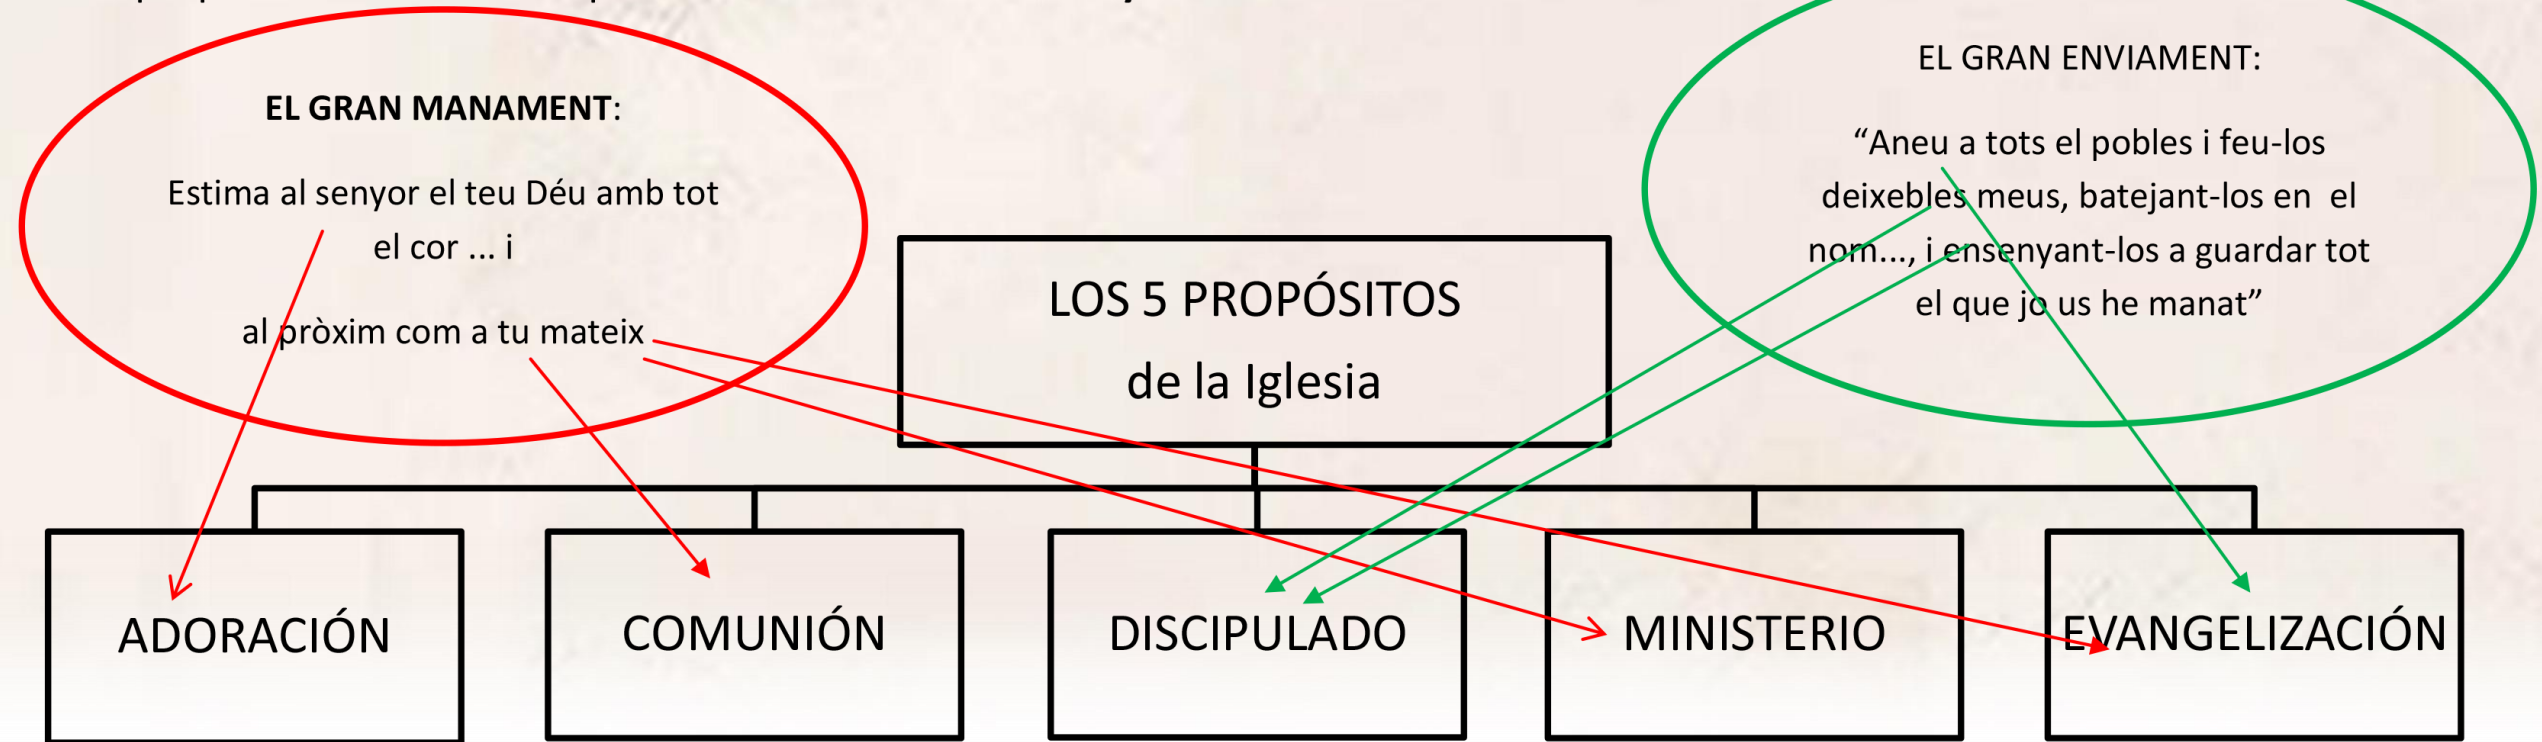 EL GRAN MANAMENT:
Estima al senyor el teu Déu amb tot
el cor ... i
al pròxim com a tu mateix
EL GRAN ENVIAMENT:
“Aneu a tots el pobles i feu-los
deixebles meus, batejant-los en el
nom..., i ensenyant-los a guardar tot
el que jo us he manat”
LOS 5 PROPÓSITOS
de la Iglesia
ADORACIÓN
COMUNIÓN
DISCIPULADO
MINISTERIO
EVANGELIZACIÓN